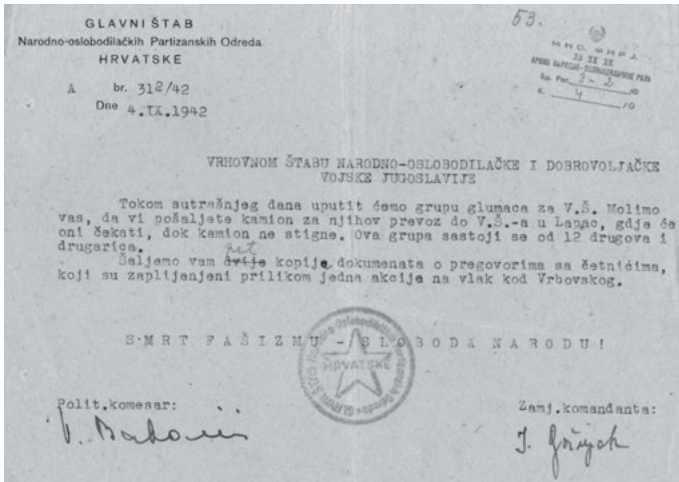 GLAVNI ŠTAB
Narodno-oslobodilačkih Partizanskih Odreda
HRVATSKE
A br. 312/42
Dne 4.IX.1942
53.
VRHOVNOM ŠTABU NARODNO-OSLOBODILAČKE I DOBROVOLJAČKE
VOJSKE JUGOSLAVIJE
Tokom sutrašnjeg dana uputit ćemo grupu glumaca za V.Š. Molimo
vas, da vi pošaljete kamion za njihov prevoz do V.Š.-a u Lapac, gdje će
oni čekati, dok kamion ne stigne. Ova grupa sastoji se od 12 drugova i
drugarica.
pet
Šaljemo vam dvije kopije dokumenata o pregovorima sa četnicima,
koji su zaplijenjeni prilikom jedna akcije na vlak kod Vrbovskog.
S·MRT FAŠIZMU - SLOBODA NARODU!
HRVATSKE
Polit.komesar:
Zamj.komandanta: